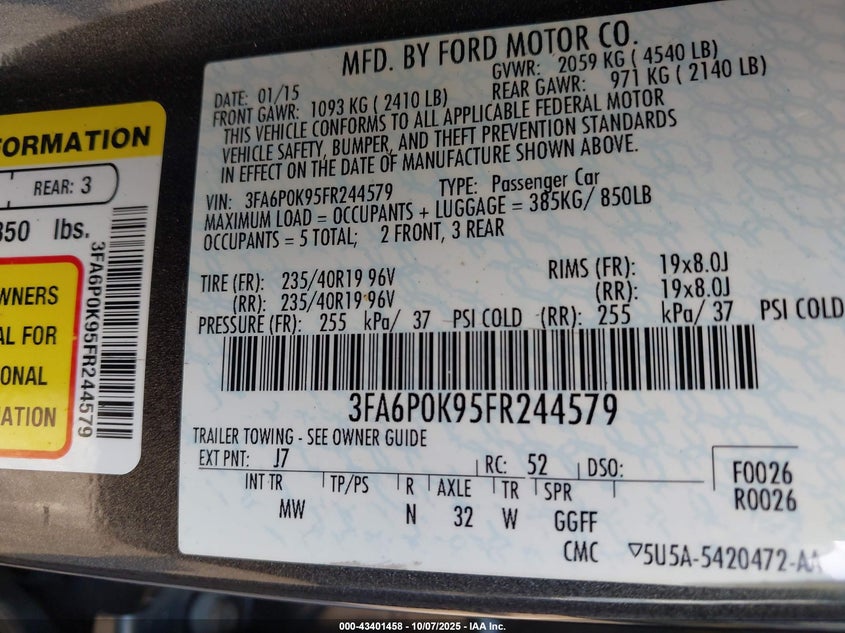 FORMATION
REAR: 3
350 lbs.
WNERS
AL FOR
ONAL
ATION
3FA6P0K95FR244579
MFD. BY FORD MOTOR CO.
DATE: 01/15 GVWR: 2059 KG ( 4540 LB)
FRONT GAWR: 1093 KG ( 2410 LB) REAR GAWR: 971 KG ( 2140 LB)
THIS VEHICLE CONFORMS TO ALL APPLICABLE FEDERAL MOTOR
VEHICLE SAFETY, BUMPER, AND THEFT PREVENTION STANDARDS
IN EFFECT ON THE DATE OF MANUFACTURE SHOWN ABOVE.
VIN: 3FA6P0K95FR244579 TYPE: Passenger Car
MAXIMUM LOAD = OCCUPANTS + LUGGAGE = 385KG/ 850LB
OCCUPANTS = 5 TOTAL; 2 FRONT, 3 REAR
TIRE (FR): 235/40R19 96V RIMS (FR): 19x8.0J
(RR): 235/40R19 96V (RR): 19x8.0J
PRESSURE (FR): 255 kPa/ 37 PSI COLD (RR): 255 kPa/ 37 PSI COLD
3FA6P0K95FR244579
TRAILER TOWING - SEE OWNER GUIDE
EXT PNT: J7 RC: 52 DSO: F0026
INT TR TP/PS R AXLE TR SPR R0026
MW N 32 W GGFF
CMC ▽5U5A-5420472-AA
000-43401458 - 10/07/2025 - IAA Inc.